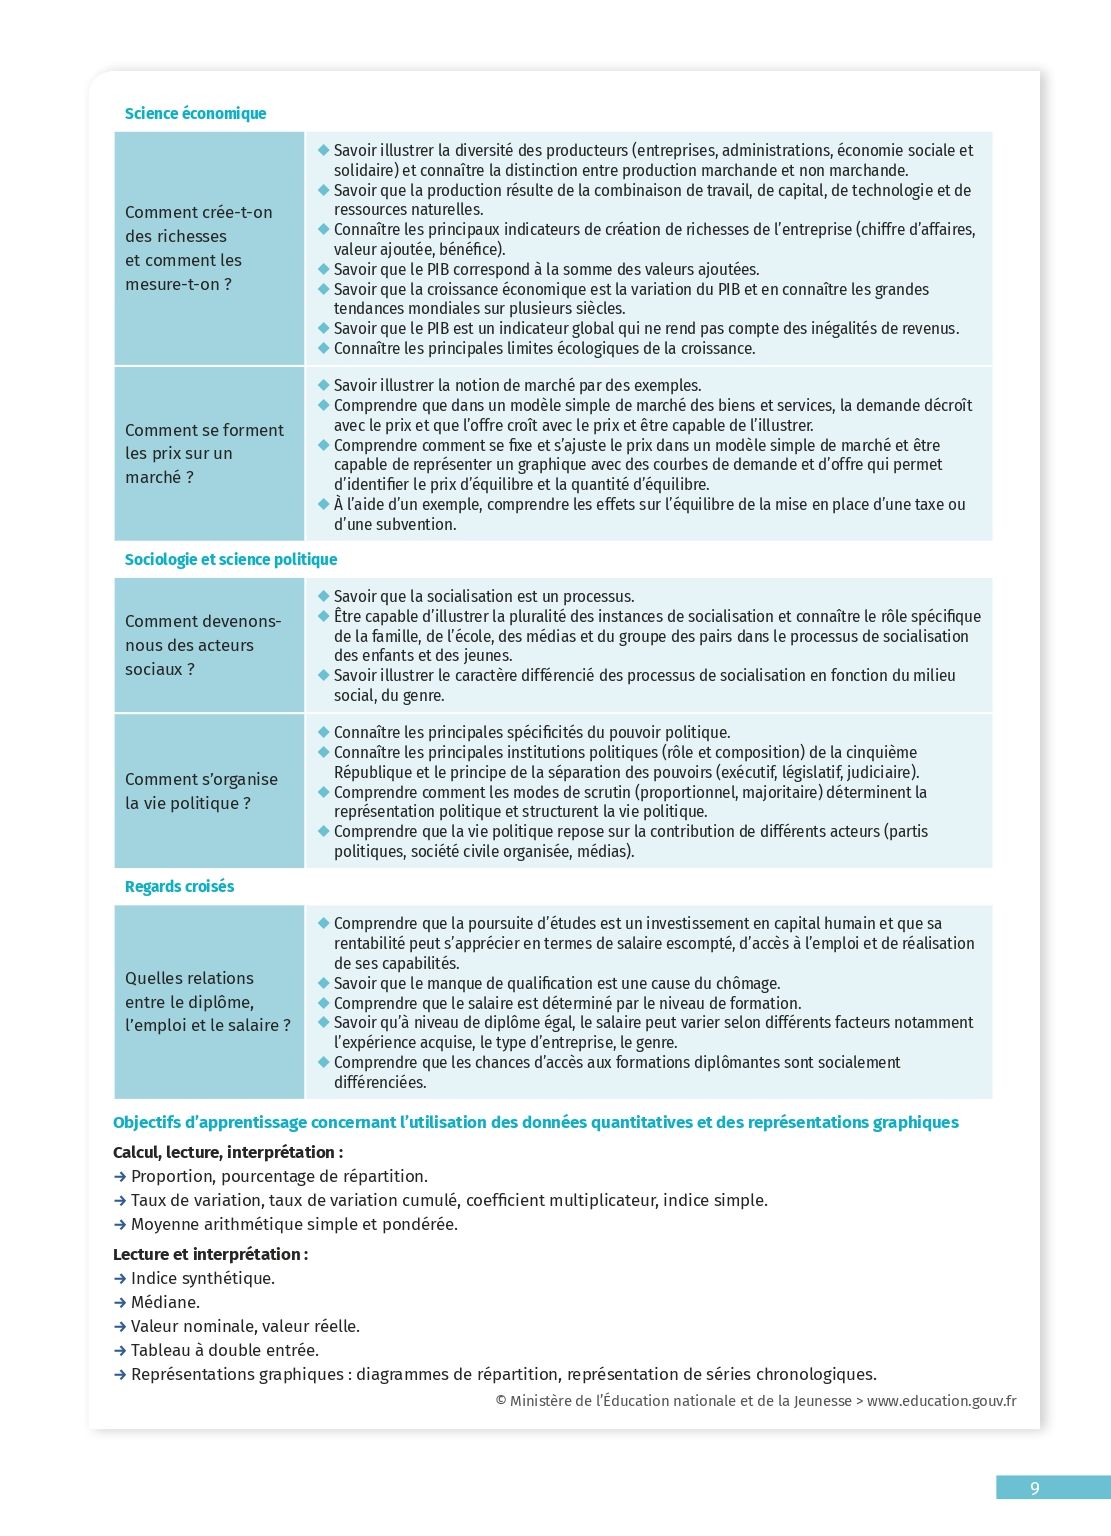 Science économique
Comment crée-t-on
des richesses
et comment les
mesure-t-on ?
◆ Savoir illustrer la diversité des producteurs (entreprises, administrations, économie sociale et
solidaire) et connaître la distinction entre production marchande et non marchande.
◆ Savoir que la production résulte de la combinaison de travail, de capital, de technologie et de
ressources naturelles.
◆ Connaître les principaux indicateurs de création de richesses de l’entreprise (chiffre d’affaires,
valeur ajoutée, bénéfice).
◆ Savoir que le PIB correspond à la somme des valeurs ajoutées.
◆ Savoir que la croissance économique est la variation du PIB et en connaître les grandes
tendances mondiales sur plusieurs siècles.
◆ Savoir que le PIB est un indicateur global qui ne rend pas compte des inégalités de revenus.
◆ Connaître les principales limites écologiques de la croissance.
Comment se forment
les prix sur un
marché ?
◆ Savoir illustrer la notion de marché par des exemples.
◆ Comprendre que dans un modèle simple de marché des biens et services, la demande décroît
avec le prix et que l’offre croît avec le prix et être capable de l’illustrer.
◆ Comprendre comment se fixe et s’ajuste le prix dans un modèle simple de marché et être
capable de représenter un graphique avec des courbes de demande et d’offre qui permet
d’identifier le prix d’équilibre et la quantité d’équilibre.
◆ À l’aide d’un exemple, comprendre les effets sur l’équilibre de la mise en place d’une taxe ou
d’une subvention.
Sociologie et science politique
Comment devenons-
nous des acteurs
sociaux ?
◆ Savoir que la socialisation est un processus.
◆ Être capable d’illustrer la pluralité des instances de socialisation et connaître le rôle spécifique
de la famille, de l’école, des médias et du groupe des pairs dans le processus de socialisation
des enfants et des jeunes.
◆ Savoir illustrer le caractère différencié des processus de socialisation en fonction du milieu
social, du genre.
Comment s’organise
la vie politique ?
◆ Connaître les principales spécificités du pouvoir politique.
◆ Connaître les principales institutions politiques (rôle et composition) de la cinquième
République et le principe de la séparation des pouvoirs (exécutif, législatif, judiciaire).
◆ Comprendre comment les modes de scrutin (proportionnel, majoritaire) déterminent la
représentation politique et structurent la vie politique.
◆ Comprendre que la vie politique repose sur la contribution de différents acteurs (partis
politiques, société civile organisée, médias).
Regards croisés
Quelles relations
entre le diplôme,
l’emploi et le salaire ?
◆ Comprendre que la poursuite d’études est un investissement en capital humain et que sa
rentabilité peut s’apprécier en termes de salaire escompté, d’accès à l’emploi et de réalisation
de ses capabilités.
◆ Savoir que le manque de qualification est une cause du chômage.
◆ Comprendre que le salaire est déterminé par le niveau de formation.
◆ Savoir qu’à niveau de diplôme égal, le salaire peut varier selon différents facteurs notamment
l’expérience acquise, le type d’entreprise, le genre.
◆ Comprendre que les chances d’accès aux formations diplômantes sont socialement
différenciées.
Objectifs d’apprentissage concernant l’utilisation des données quantitatives et des représentations graphiques
Calcul, lecture, interprétation :
→ Proportion, pourcentage de répartition.
→ Taux de variation, taux de variation cumulé, coefficient multiplicateur, indice simple.
→ Moyenne arithmétique simple et pondérée.
Lecture et interprétation :
→ Indice synthétique.
→ Médiane.
→ Valeur nominale, valeur réelle.
→ Tableau à double entrée.
→ Représentations graphiques : diagrammes de répartition, représentation de séries chronologiques.
© Ministère de l’Éducation nationale et de la Jeunesse > www.education.gouv.fr
9